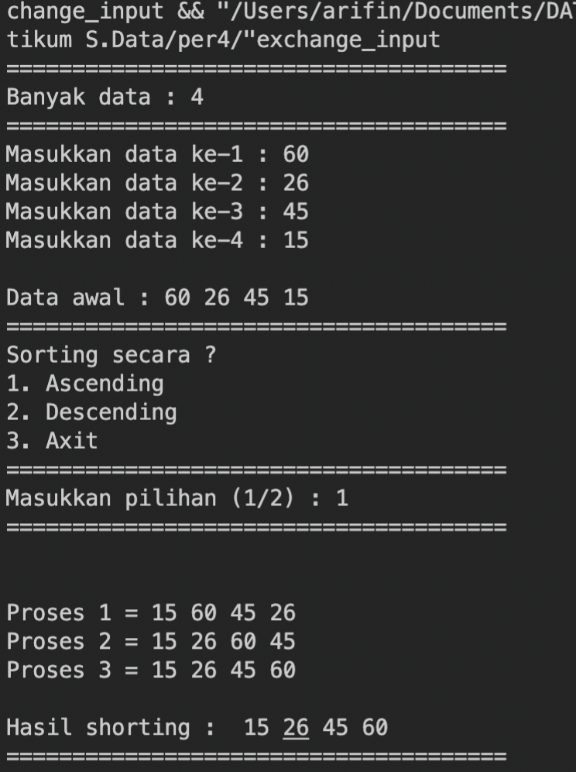 change_input && "/Users/arifin/Documents/DA
tikum S.Data/per4/"exchange_input
======================================
Banyak data : 4
======================================
Masukkan data ke-1 : 60
Masukkan data ke-2 : 26
Masukkan data ke-3 : 45
Masukkan data ke-4 : 15
Data awal : 60 26 45 15
======================================
Sorting secara ?
1. Ascending
2. Descending
3. Axit
======================================
Masukkan pilihan (1/2) : 1
======================================
Proses 1 = 15 60 45 26
Proses 2 = 15 26 60 45
Proses 3 = 15 26 45 60
Hasil shorting :  15 26 45 60
======================================